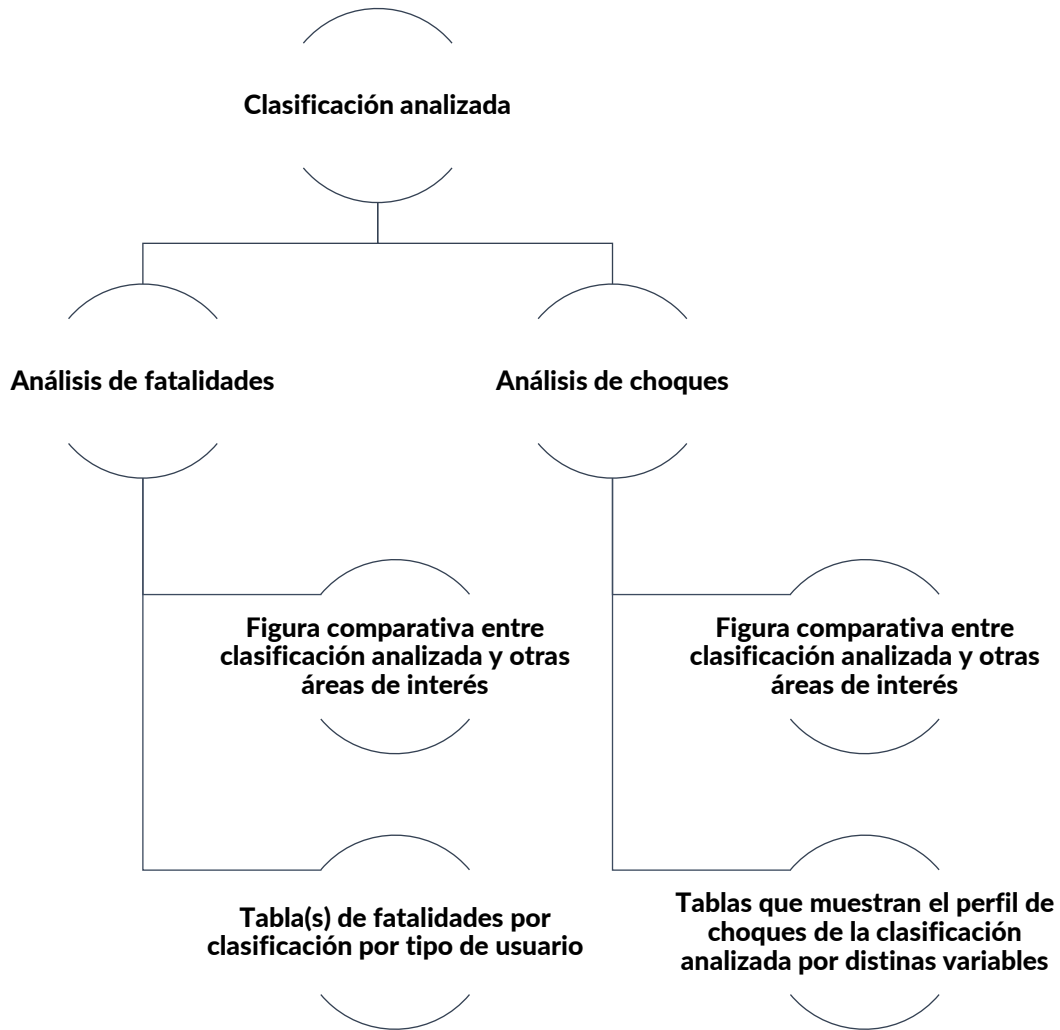 Clasificación analizada
Análisis de fatalidades
Análisis de choques
Figura comparativa entre
clasificación analizada y otras
áreas de interés
Figura comparativa entre
clasificación analizada y otras
áreas de interés
Tabla(s) de fatalidades por
clasificación por tipo de usuario
Tablas que muestran el perfil de
choques de la clasificación
analizada por distinas variables